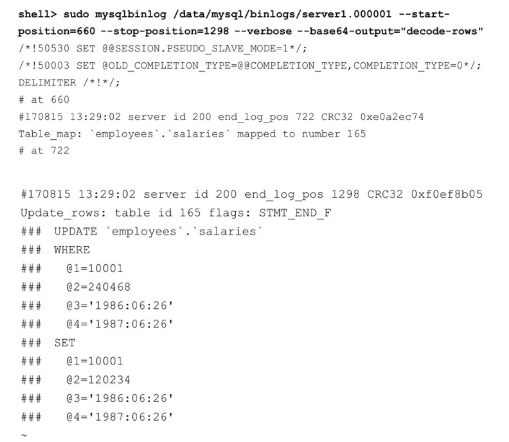 shell> sudo mysqlbinlog /data/mysql/binlogs/server1.000001 --start-
position=660 --stop-position=1298 --verbose --base64-output="decode-rows"
/*!50530 SET @@SESSION.PSEUDO_SLAVE_MODE=1*/;
/*!50003 SET @OLD_COMPLETION_TYPE=@@COMPLETION_TYPE,COMPLETION_TYPE=0*/;
DELIMITER /*!*/;
# at 660
#170815 13:29:02 server id 200 end_log_pos 722 CRC32 0xe0a2ec74
Table_map: `employees`.`salaries` mapped to number 165
# at 722
#170815 13:29:02 server id 200 end_log_pos 1298 CRC32 0xf0ef8b05
Update_rows: table id 165 flags: STMT_END_F
### UPDATE `employees`.`salaries`
### WHERE
### @1=10001
### @2=240468
### @3='1986:06:26'
### @4='1987:06:26'
### SET
### @1=10001
### @2=120234
### @3='1986:06:26'
### @4='1987:06:26'
~